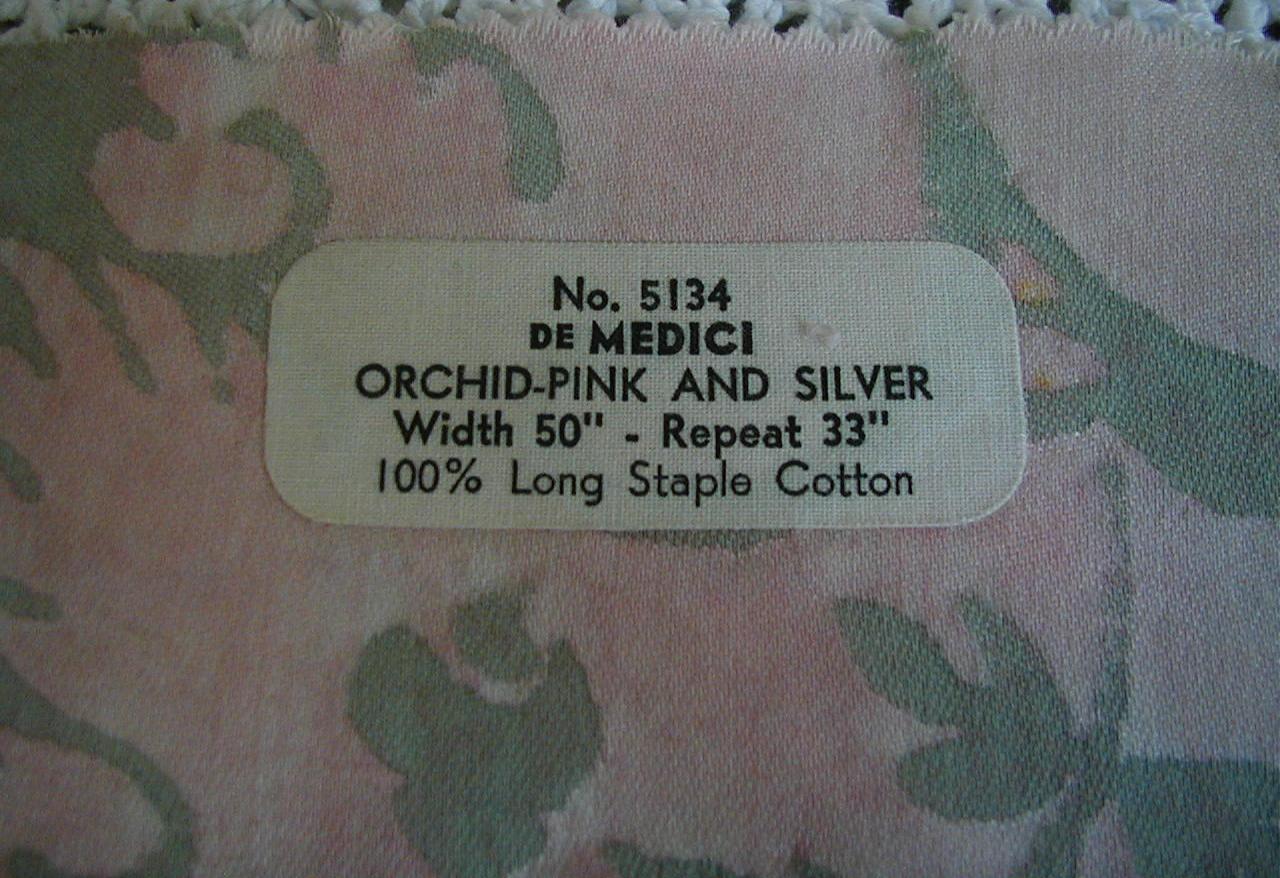 No. 5134
DE MEDICI
ORCHID-PINK AND SILVER
Width 50" - Repeat 33"
100% Long Staple Cotton